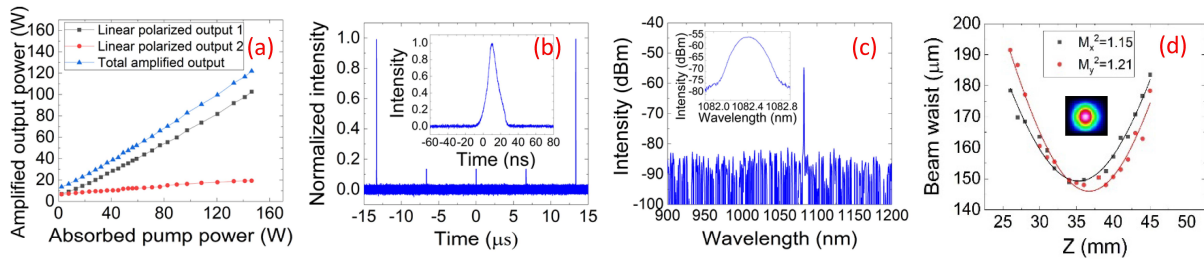 Linear polarized output 1
Linear polarized output 2
Total amplified output
(a)
160
140
120
100
80
60
40
20
0
Amplified output power (W)
0 40 80 120 160
Absorbed pump power (W)
(b)
1.0
0.8
0.6
0.4
0.2
0.0
Normalized intensity
-15 -10 -5 0 5 10 15
Time (μs)
1.0
0.8
0.6
0.4
0.2
0.0
Intensity
-60 -40 -20 0 20 40 60 80
Time (ns)
(c)
-40
-50
-60
-70
-80
-90
-100
Intensity (dBm)
900 950 1000 1050 1100 1150 1200
Wavelength (nm)
-55
-60
-65
-70
-75
-80
Intensity (dBm)
1082.0 1082.4 1082.8
Wavelength (nm)
(d)
Mx²=1.15
My²=1.21
200
190
180
170
160
150
140
Beam waist (μm)
25 30 35 40 45 50
Z (mm)